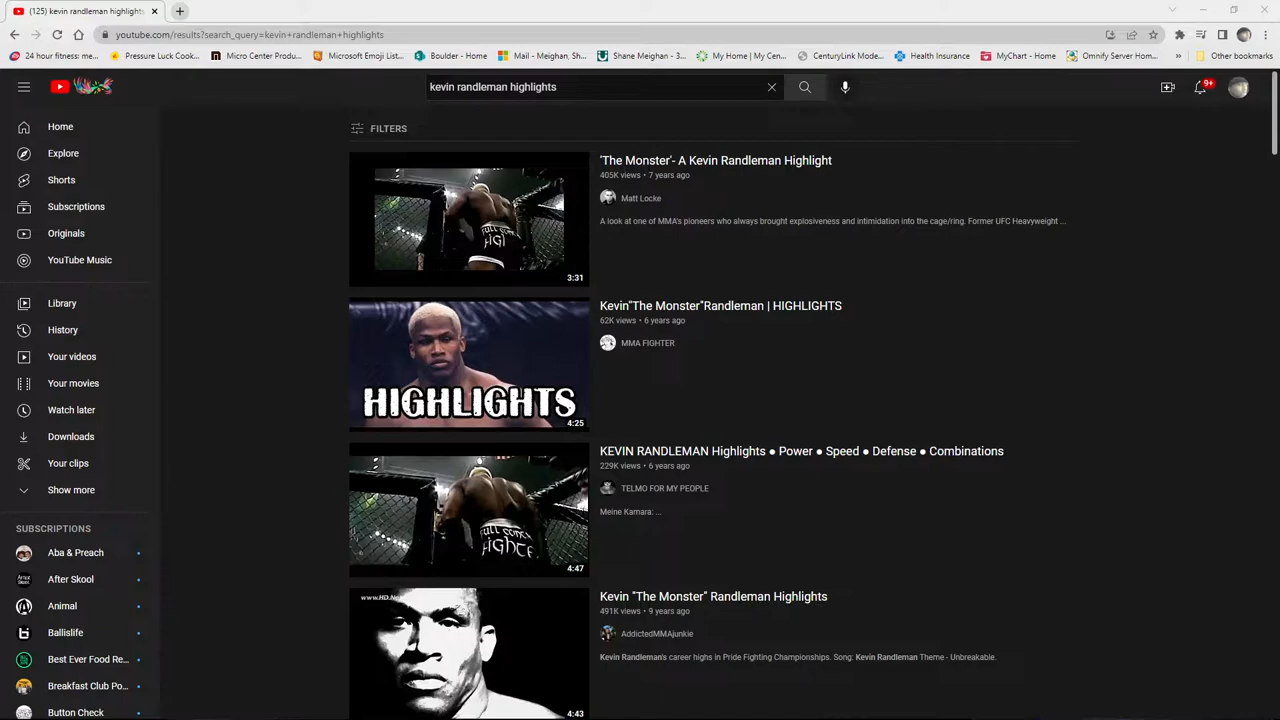 (125) kevin randleman highlights
youtube.com/results?search_query=kevin+randleman+highlights
24 hour fitness: me...
Pressure Luck Cook...
Micro Center Produ...
Microsoft Emoji List...
Boulder - Home
Mail - Meighan, Sha...
Shane Meighan - 3...
My Home | My Cen...
CenturyLink Mode...
Health Insurance
MyChart - Home
Omnify Server Hom...
»
Other bookmarks
kevin randleman highlights
9+
Home
Explore
Shorts
Subscriptions
Originals
YouTube Music
Library
History
Your videos
Your movies
Watch later
Downloads
Your clips
Show more
SUBSCRIPTIONS
Aba & Preach
After Skool
Animal
Ballislife
Best Ever Food Re...
Breakfast Club Po...
Button Check
FILTERS
3:31
'The Monster'- A Kevin Randleman Highlight
405K views • 7 years ago
Matt Locke
A look at one of MMA's pioneers who always brought explosiveness and intimidation into the cage/ring. Former UFC Heavyweight ...
HIGHLIGHTS
4:25
Kevin"The Monster"Randleman | HIGHLIGHTS
62K views • 6 years ago
MMA FIGHTER
FULL CONTACT
FIGHTE
4:47
KEVIN RANDLEMAN Highlights ● Power ● Speed ● Defense ● Combinations
229K views • 6 years ago
TELMO FOR MY PEOPLE
Meine Kamara: ...
www.HD.Ne
4:43
Kevin "The Monster" Randleman Highlights
491K views • 9 years ago
AddictedMMAjunkie
Kevin Randleman's career highs in Pride Fighting Championships. Song: Kevin Randleman Theme - Unbreakable.